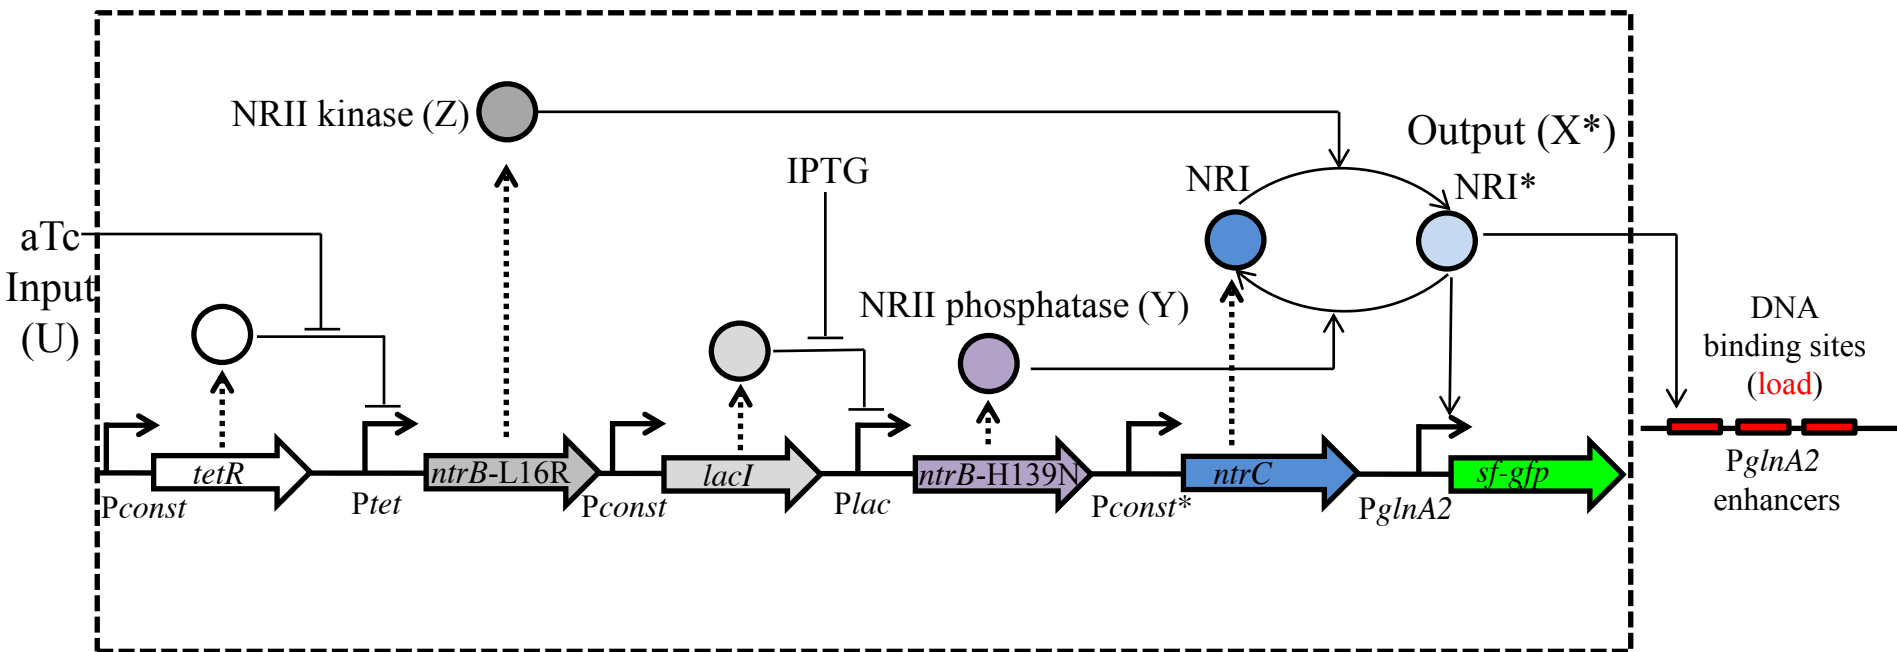 NRII kinase (Z)
IPTG
Output (X*)
NRI
NRI*
aTc
Input
(U)
NRII phosphatase (Y)
DNA
binding sites
(load)
tetR
ntrB-L16R
lacI
ntrB-H139N
ntrC
sf-gfp
Pconst
Ptet
Pconst
Plac
Pconst*
PglnA2
PglnA2
enhancers